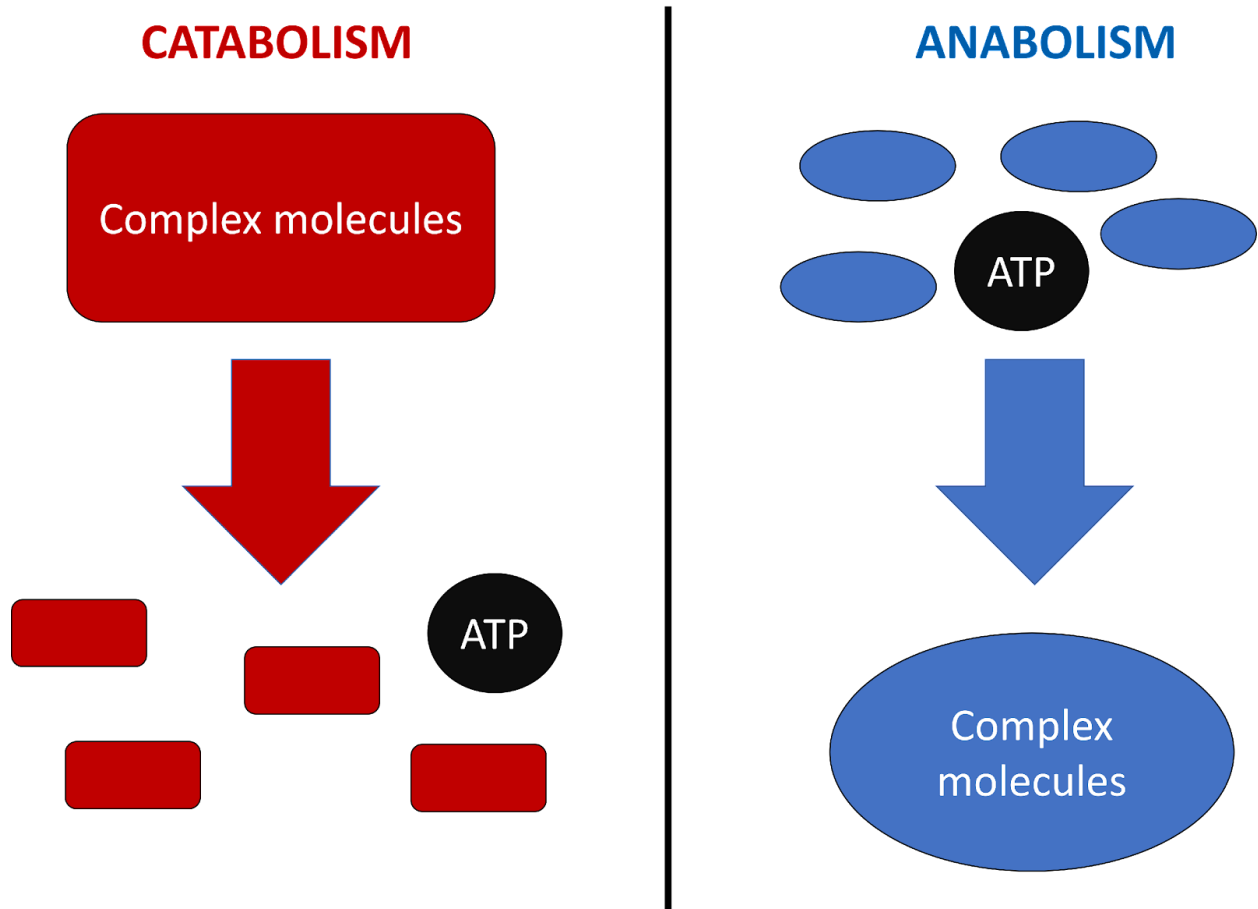 CATABOLISM
Complex molecules
ATP
ANABOLISM
ATP
Complex
molecules